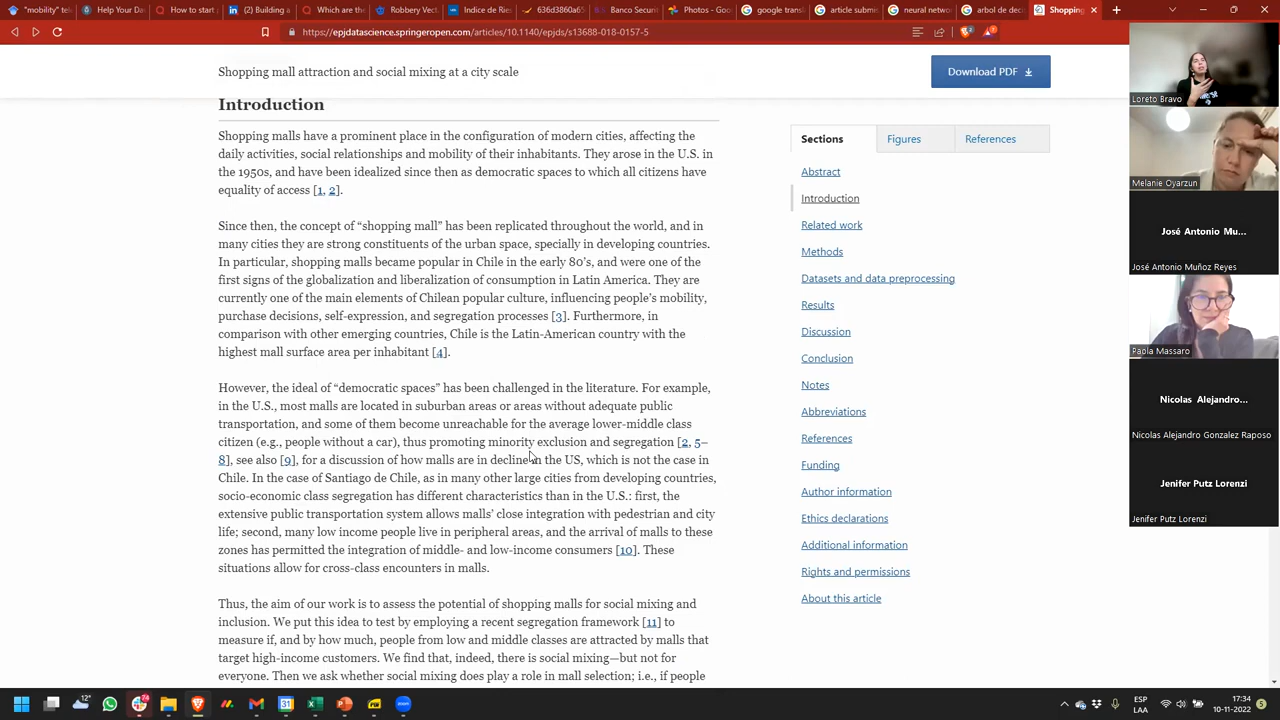 "mobility" tel
Help Your Da
How to start
(2) Building a
Which are the
Robbery Vect
Indice de Ries
636d3860a65
Banco Secur
Photos - Goo
google transl
article submis
neural netwo
arbol de deci
Shopping
https://epjdatascience.springeropen.com/articles/10.1140/epjds/s13688-018-0157-5
Shopping mall attraction and social mixing at a city scale
Download PDF
Introduction
Shopping malls have a prominent place in the configuration of modern cities, affecting the
daily activities, social relationships and mobility of their inhabitants. They arose in the U.S. in
the 1950s, and have been idealized since then as democratic spaces to which all citizens have
equality of access [1, 2].
Since then, the concept of “shopping mall” has been replicated throughout the world, and in
many cities they are strong constituents of the urban space, specially in developing countries.
In particular, shopping malls became popular in Chile in the early 80’s, and were one of the
first signs of the globalization and liberalization of consumption in Latin America. They are
currently one of the main elements of Chilean popular culture, influencing people’s mobility,
purchase decisions, self-expression, and segregation processes [3]. Furthermore, in
comparison with other emerging countries, Chile is the Latin-American country with the
highest mall surface area per inhabitant [4].
However, the ideal of “democratic spaces” has been challenged in the literature. For example,
in the U.S., most malls are located in suburban areas or areas without adequate public
transportation, and some of them become unreachable for the average lower-middle class
citizen (e.g., people without a car), thus promoting minority exclusion and segregation [2, 5–
8], see also [9], for a discussion of how malls are in decline in the US, which is not the case in
Chile. In the case of Santiago de Chile, as in many other large cities from developing countries,
socio-economic class segregation has different characteristics than in the U.S.: first, the
extensive public transportation system allows malls’ close integration with pedestrian and city
life; second, many low income people live in peripheral areas, and the arrival of malls to these
zones has permitted the integration of middle- and low-income consumers [10]. These
situations allow for cross-class encounters in malls.
Thus, the aim of our work is to assess the potential of shopping malls for social mixing and
inclusion. We put this idea to test by employing a recent segregation framework [11] to
measure if, and by how much, people from low and middle classes are attracted by malls that
target high-income customers. We find that, indeed, there is social mixing—but not for
everyone. Then we ask whether social mixing does play a role in mall selection; i.e., if people
Sections
Figures
References
Abstract
Introduction
Related work
Methods
Datasets and data preprocessing
Results
Discussion
Conclusion
Notes
Abbreviations
References
Funding
Author information
Ethics declarations
Additional information
Rights and permissions
About this article
Loreto Bravo
Melanie Oyarzun
José Antonio Mu...
José Antonio Muñoz Reyes
Paola Massaro
Nicolas Alejandro...
Nicolas Alejandro Gonzalez Raposo
Jenifer Putz Lorenzi
Jenifer Putz Lorenzi
12°
24
31
zoom
ESP
LAA
17:34
10-11-2022
5